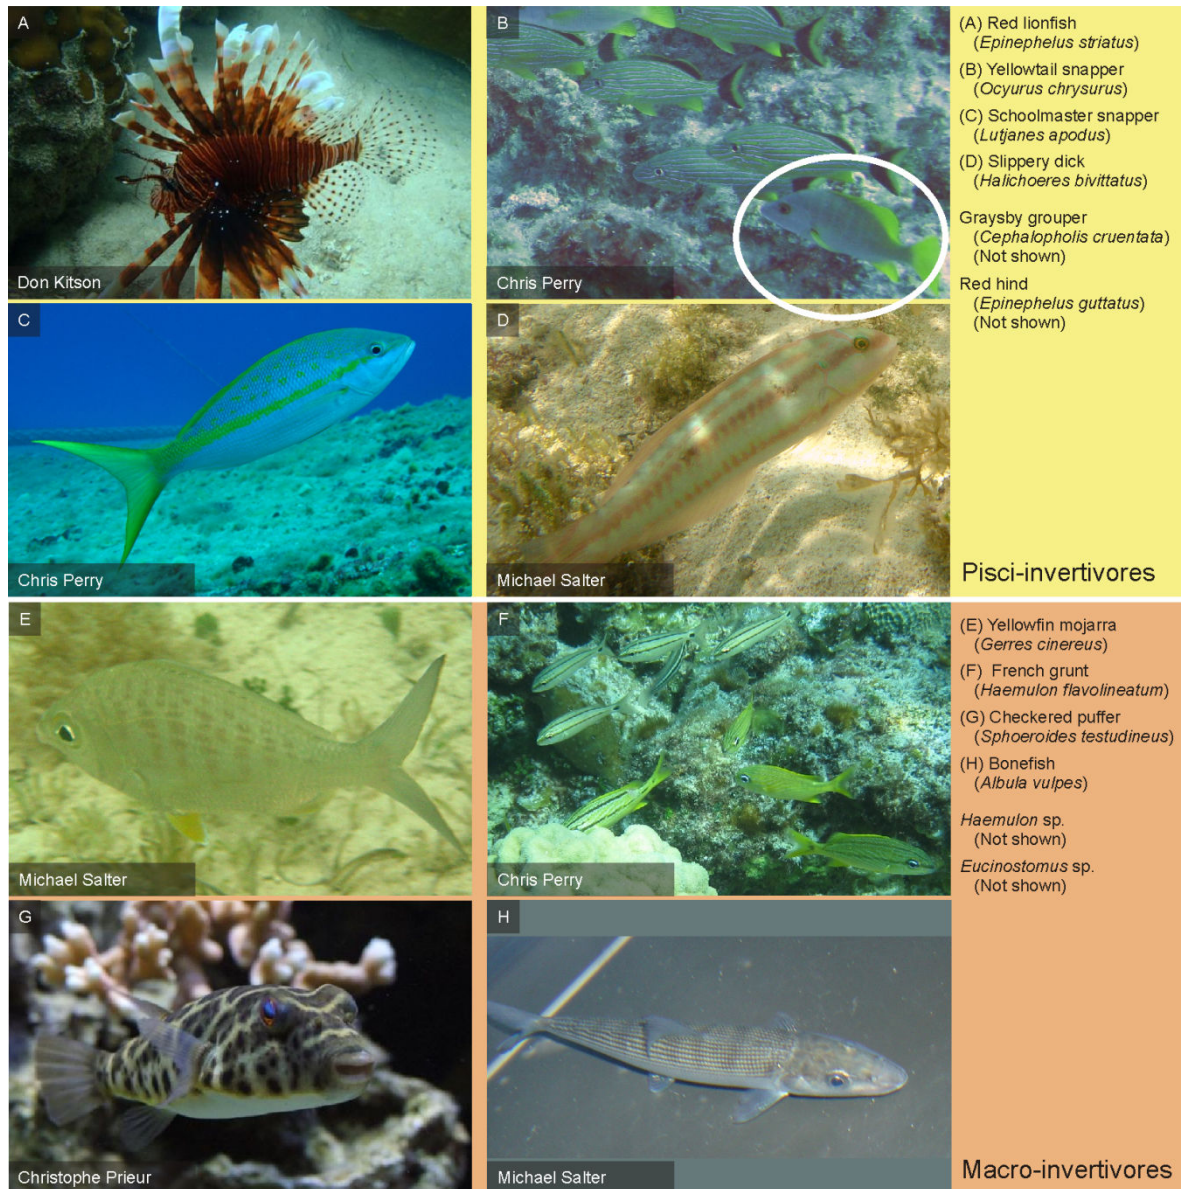 A
Don Kitson
B
Chris Perry
(A) Red lionfish
(Epinephelus striatus)
(B) Yellowtail snapper
(Ocyurus chrysurus)
(C) Schoolmaster snapper
(Lutjanes apodus)
(D) Slippery dick
(Halichoeres bivittatus)
Graysby grouper
(Cephalopholis cruentata)
(Not shown)
Red hind
(Epinephelus guttatus)
(Not shown)
C
Chris Perry
D
Michael Salter
Pisci-invertivores
E
Michael Salter
F
Chris Perry
(E) Yellowfin mojarra
(Gerres cinereus)
(F) French grunt
(Haemulon flavolineatum)
(G) Checkered puffer
(Sphoeroides testudineus)
(H) Bonefish
(Albula vulpes)
Haemulon sp.
(Not shown)
Eucinostomus sp.
(Not shown)
G
Christophe Prieur
H
Michael Salter
Macro-invertivores